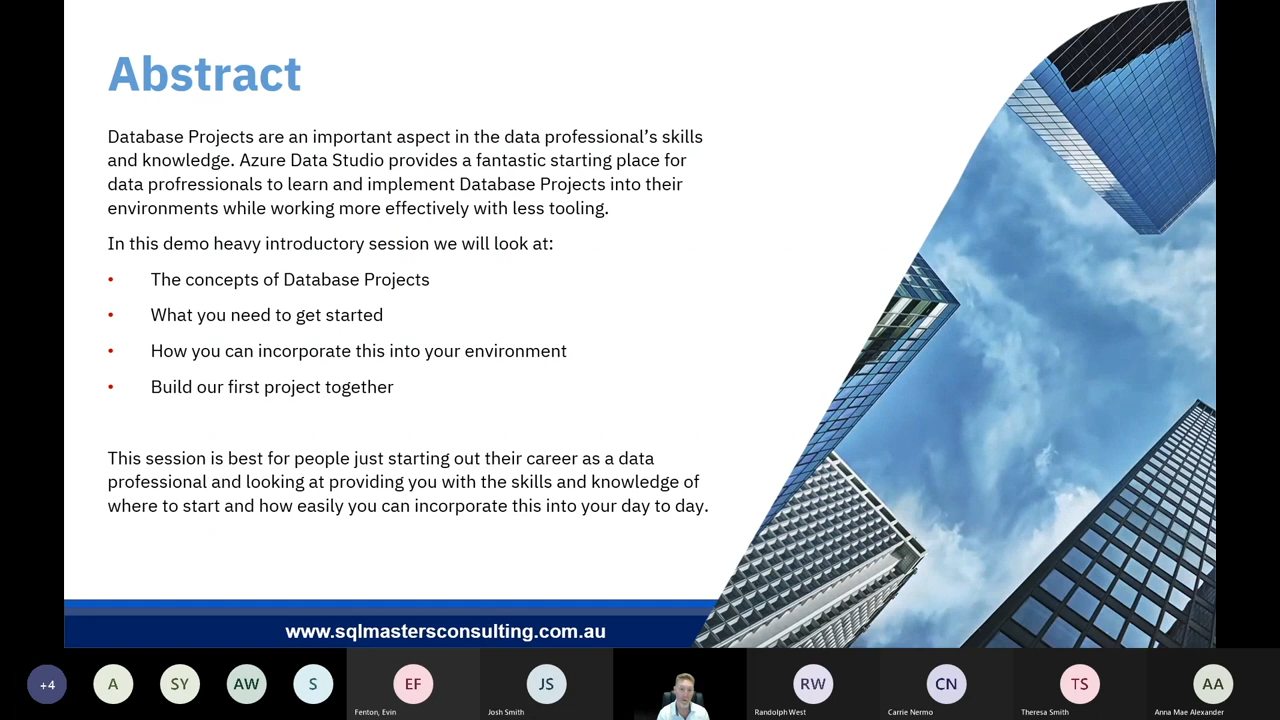 Abstract
Database Projects are an important aspect in the data professional’s skills
and knowledge. Azure Data Studio provides a fantastic starting place for
data profressionals to learn and implement Database Projects into their
environments while working more effectively with less tooling.
In this demo heavy introductory session we will look at:
• The concepts of Database Projects
• What you need to get started
• How you can incorporate this into your environment
• Build our first project together
This session is best for people just starting out their career as a data
professional and looking at providing you with the skills and knowledge of
where to start and how easily you can incorporate this into your day to day.
www.sqlmastersconsulting.com.au
+4 A SY AW S EF JS RW CN TS AA
Fenton, Evin Josh Smith Randolph West Carrie Nermo Theresa Smith Anna Mae Alexander